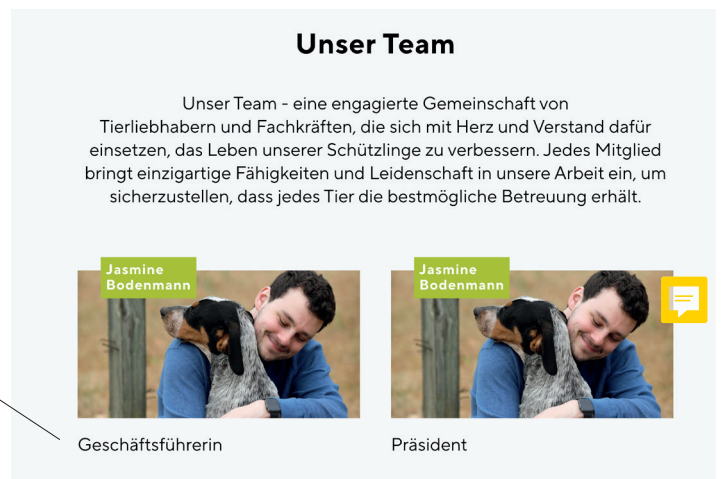 Unser Team
Unser Team - eine engagierte Gemeinschaft von
Tierliebhabern und Fachkräften, die sich mit Herz und Verstand dafür
einsetzen, das Leben unserer Schützlinge zu verbessern. Jedes Mitglied
bringt einzigartige Fähigkeiten und Leidenschaft in unsere Arbeit ein, um
sicherzustellen, dass jedes Tier die bestmögliche Betreuung erhält.
Jasmine
Bodenmann
Jasmine
Bodenmann
Geschäftsführerin
Präsident